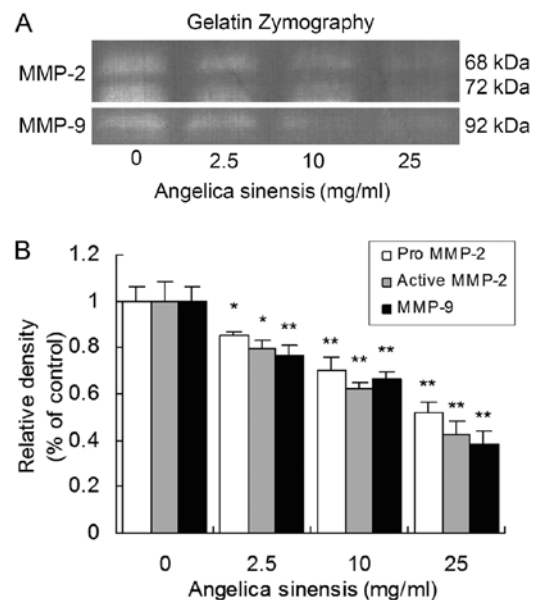 A
Gelatin Zymography
MMP-2
68 kDa
72 kDa
MMP-9
92 kDa
0 2.5 10 25
Angelica sinensis (mg/ml)
B
1.2
1
0.8
0.6
0.4
0.2
0
Relative density
(% of control)
Pro MMP-2
Active MMP-2
MMP-9
* * **
** ** **
** ** **
0 2.5 10 25
Angelica sinensis (mg/ml)